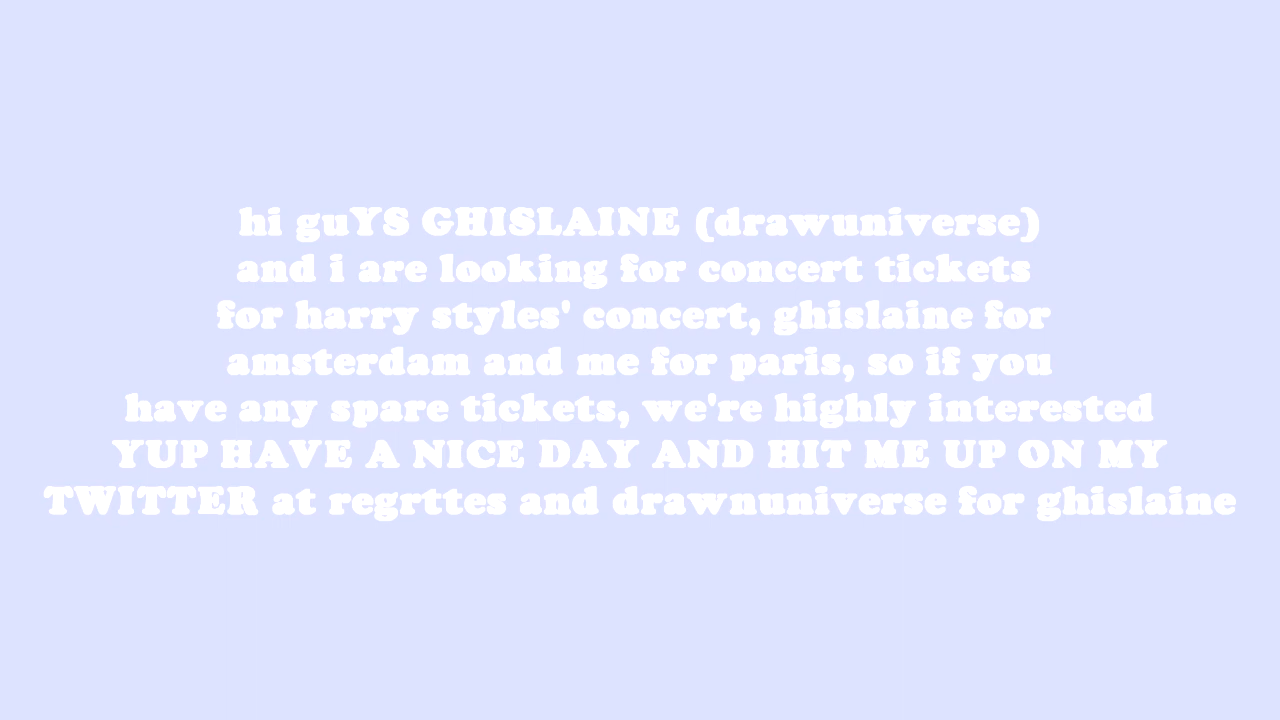 hi guYS GHISLAINE (drawuniverse)
and i are looking for concert tickets
for harry styles' concert, ghislaine for
amsterdam and me for paris, so if you
have any spare tickets, we're highly interested
YUP HAVE A NICE DAY AND HIT ME UP ON MY
TWITTER at regrttes and drawnuniverse for ghislaine